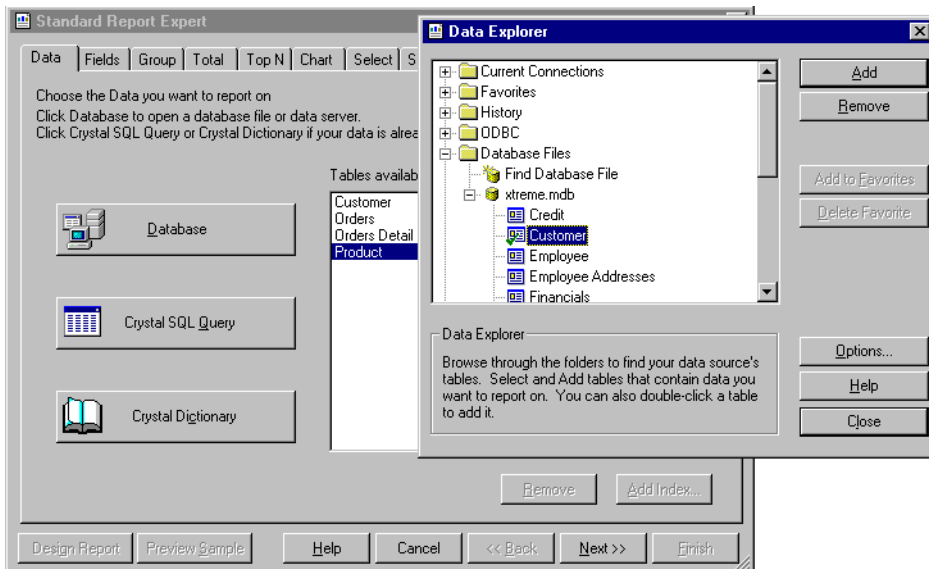 Standard Report Expert
Data Fields Group Total Top N Chart Select S
Choose the Data you want to report on
Click Database to open a database file or data server.
Click Crystal SQL Query or Crystal Dictionary if your data is alrea
Tables availab
Customer
Orders
Orders Detail
Product
Database
Crystal SQL Query
Crystal Dictionary
Remove
Add Index...
Design Report
Preview Sample
Help
Cancel
<< Back
Next >>
Finish
Data Explorer
Current Connections
Favorites
History
ODBC
Database Files
Find Database File
xtreme.mdb
Credit
Customer
Employee
Employee Addresses
Financials
Add
Remove
Add to Favorites
Delete Favorite
Data Explorer
Browse through the folders to find your data source's
tables. Select and Add tables that contain data you
want to report on. You can also double-click a table
to add it.
Options...
Help
Close